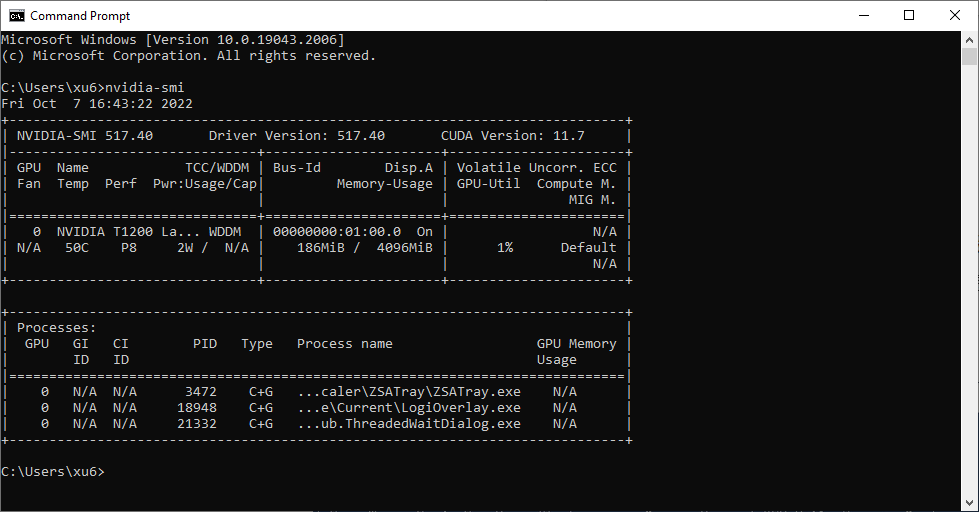 Command Prompt
Microsoft Windows [Version 10.0.19043.2006]
(c) Microsoft Corporation. All rights reserved.
C:\Users\xu6>nvidia-smi
Fri Oct  7 16:43:22 2022
+-----------------------------------------------------------------------------+
| NVIDIA-SMI 517.40       Driver Version: 517.40       CUDA Version: 11.7     |
|-------------------------------+----------------------+----------------------+
| GPU  Name            TCC/WDDM | Bus-Id        Disp.A | Volatile Uncorr. ECC |
| Fan  Temp  Perf  Pwr:Usage/Cap|         Memory-Usage | GPU-Util  Compute M. |
|                               |                      |               MIG M. |
|===============================+======================+======================|
|   0  NVIDIA T1200 La... WDDM  | 00000000:01:00.0  On |                  N/A |
| N/A   50C    P8     2W /  N/A |    186MiB /  4096MiB |      1%      Default |
|                               |                      |                  N/A |
+-------------------------------+----------------------+----------------------+
+-----------------------------------------------------------------------------+
| Processes:                                                                  |
|  GPU   GI   CI        PID   Type   Process name                  GPU Memory |
|        ID   ID                                                   Usage      |
|=============================================================================|
|    0   N/A  N/A      3472    C+G   ...caler\ZSATray\ZSATray.exe    N/A      |
|    0   N/A  N/A     18948    C+G   ...e\Current\LogiOverlay.exe    N/A      |
|    0   N/A  N/A     21332    C+G   ...ub.ThreadedWaitDialog.exe    N/A      |
+-----------------------------------------------------------------------------+
C:\Users\xu6>